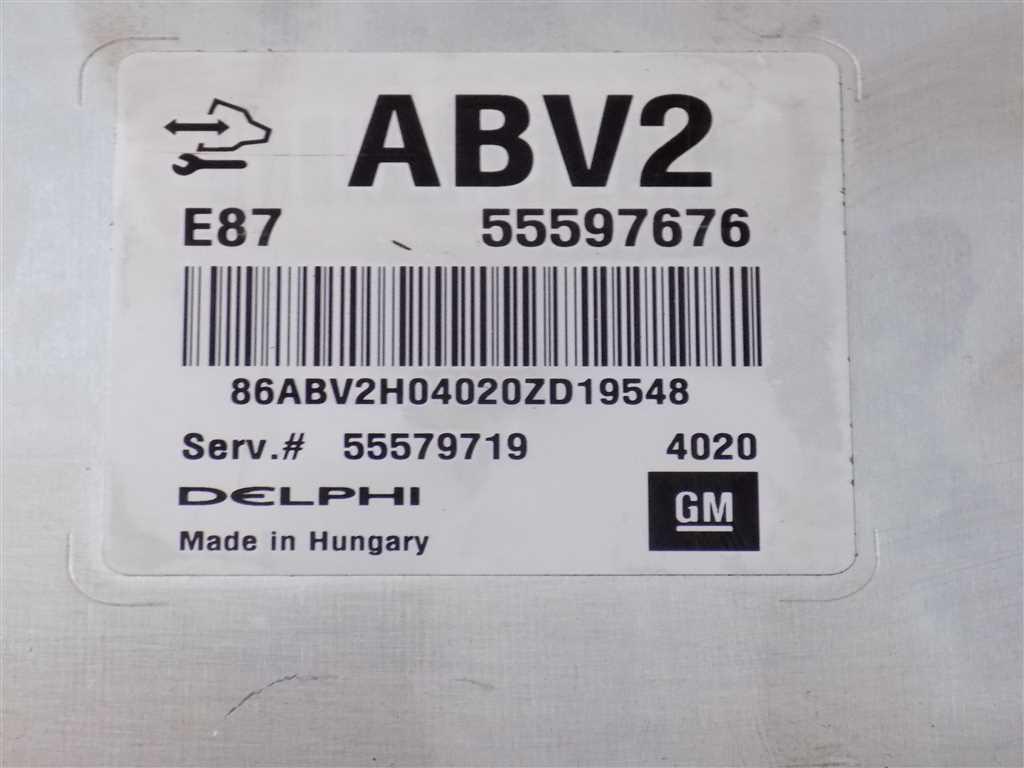 ABV2
E87 55597676
86ABV2H04020ZD19548
Serv.# 55579719 4020
DELPHI GM
Made in Hungary